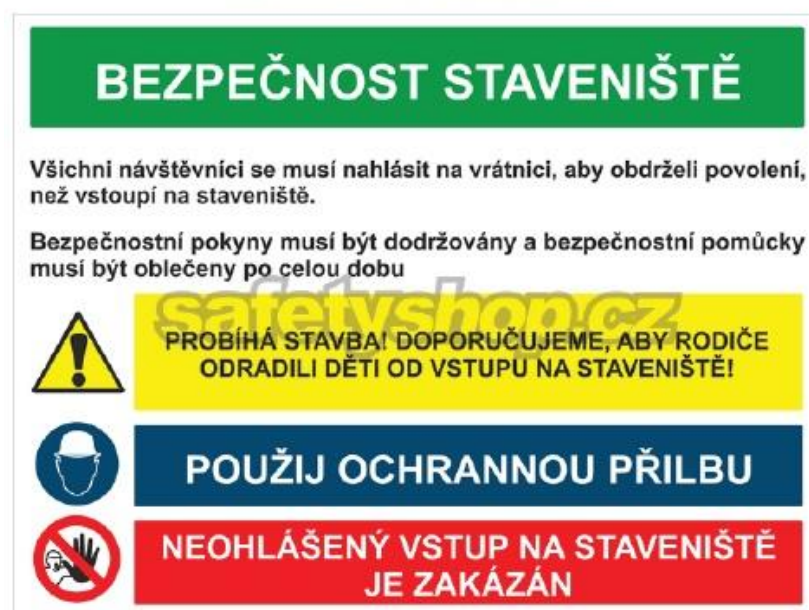 BEZPEČNOST STAVENIŠTĚ
Všichni návštěvníci se musí nahlásit na vrátnici, aby obdrželi povolení,
než vstoupí na staveniště.
Bezpečnostní pokyny musí být dodržovány a bezpečnostní pomůcky
musí být oblečeny po celou dobu
safetyshop.cz
PROBÍHÁ STAVBA! DOPORUČUJEME, ABY RODIČE
ODRADILI DĚTI OD VSTUPU NA STAVENIŠTĚ!
POUŽIJ OCHRANNOU PŘILBU
NEOHLÁŠENÝ VSTUP NA STAVENIŠTĚ
JE ZAKÁZÁN